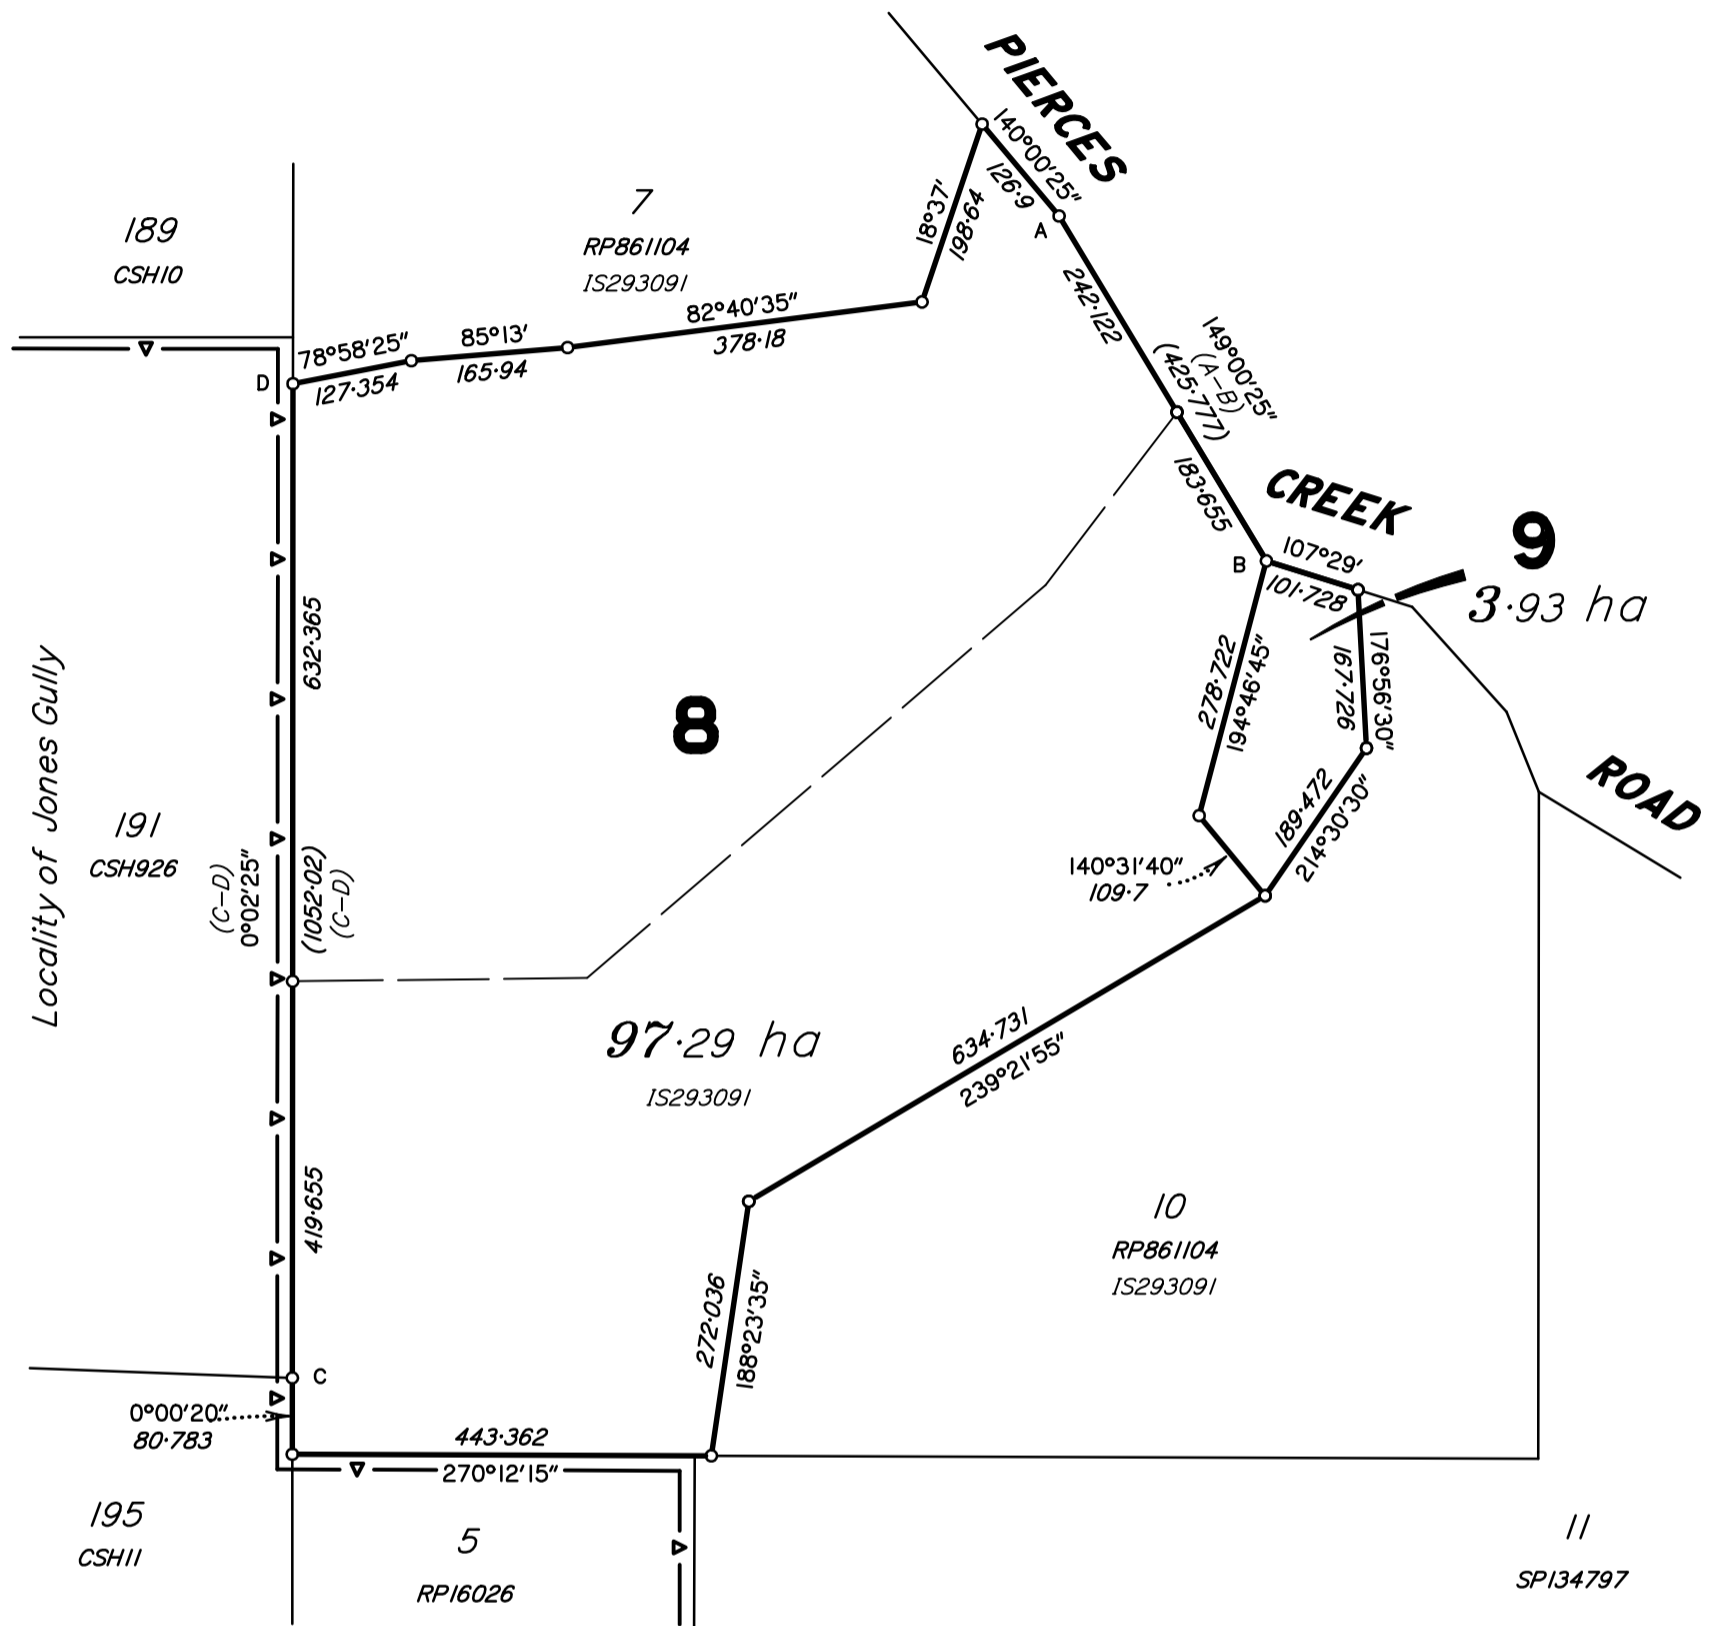 PIERCES
140°00'25"
126·9
A
18°37'
198·64
7
RP861104
IS293091
189
CSH10
82°40'35"
378·18
85°13'
165·94
78°58'25"
127·354
D
242·122
149°00'25"
(A-B)
(425·777)
183·655
CREEK
B
107°29'
101·728
9
3·93 ha
176°56'30"
167·726
278·722
194°46'45"
632·365
8
ROAD
Locality of Jones Gully
191
CSH926
(C-D)
0°02'25"
(1052·02)
(C-D)
189·472
214°30'30"
140°31'40"
109·7
97·29 ha
IS293091
634·731
239°21'55"
419·655
10
RP861104
IS293091
272·036
188°23'35"
C
0°00'20"
80·783
443·362
270°12'15"
195
CSH11
5
RP16026
11
SP134797